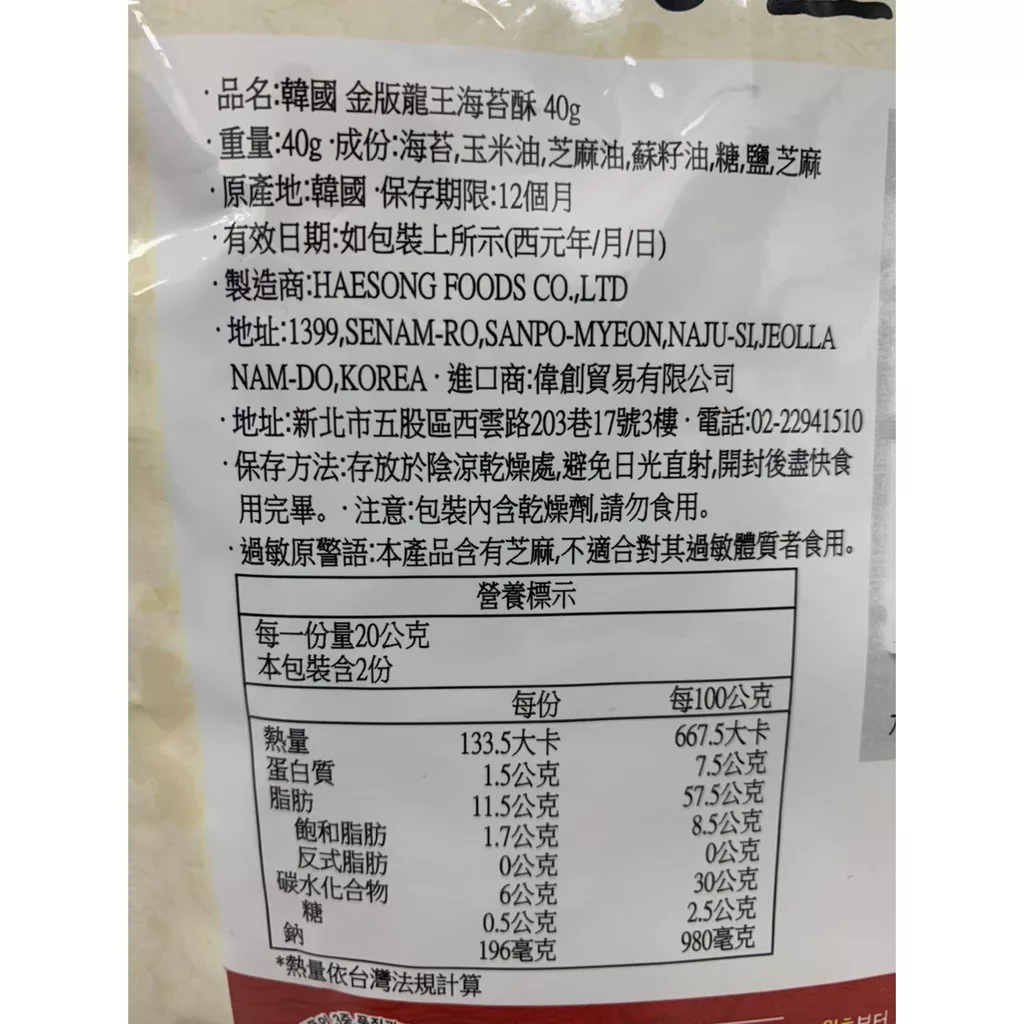 ·品名:韓國 金版龍王海苔酥 40g
·重量:40g ·成份:海苔,玉米油,芝麻油,蘇籽油,糖,鹽,芝麻
·原產地:韓國 ·保存期限:12個月
·有效日期:如包裝上所示(西元年/月/日)
·製造商:HAESONG FOODS CO.,LTD
·地址:1399,SENAM-RO,SANPO-MYEON,NAJU-SI,JEOLLA
NAM-DO,KOREA·進口商:偉創貿易有限公司
·地址:新北市五股區西雲路203巷17號3樓·電話:02-22941510
·保存方法:存放於陰涼乾燥處,避免日光直射,開封後盡快食
用完畢。·注意:包裝內含乾燥劑,請勿食用。
·過敏原警語:本產品含有芝麻,不適合對其過敏體質者食用。
營養標示
每一份量20公克
本包裝含2份
每份 每100公克
熱量 133.5大卡 667.5大卡
蛋白質 1.5公克 7.5公克
脂肪 11.5公克 57.5公克
飽和脂肪 1.7公克 8.5公克
反式脂肪 0公克 0公克
碳水化合物 6公克 30公克
糖 0.5公克 2.5公克
鈉 196毫克 980毫克
*熱量依台灣法規計算